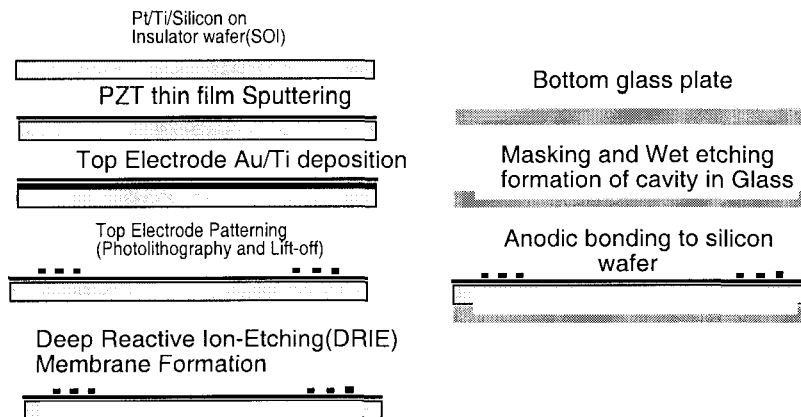 Pt/Ti/Silicon on
Insulator wafer(SOI)
PZT thin film Sputtering
Top Electrode Au/Ti deposition
Top Electrode Patterning
(Photolithography and Lift-off)
Deep Reactive Ion-Etching(DRIE)
Membrane Formation
Bottom glass plate
Masking and Wet etching
formation of cavity in Glass
Anodic bonding to silicon
wafer